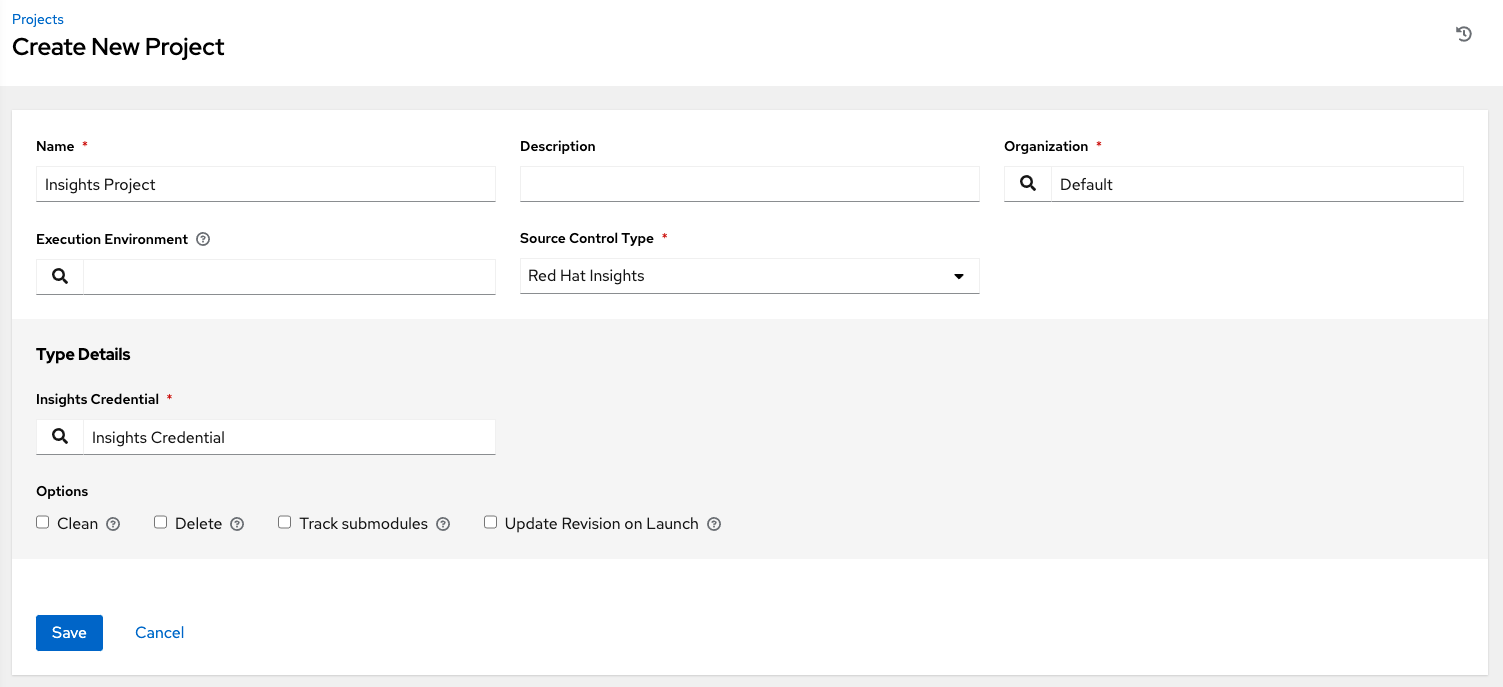 Projects
Create New Project
Name * Description Organization *
Insights Project Default
Execution Environment Source Control Type *
Red Hat Insights
Type Details
Insights Credential *
Insights Credential
Options
Clean Delete Track submodules Update Revision on Launch
Save Cancel